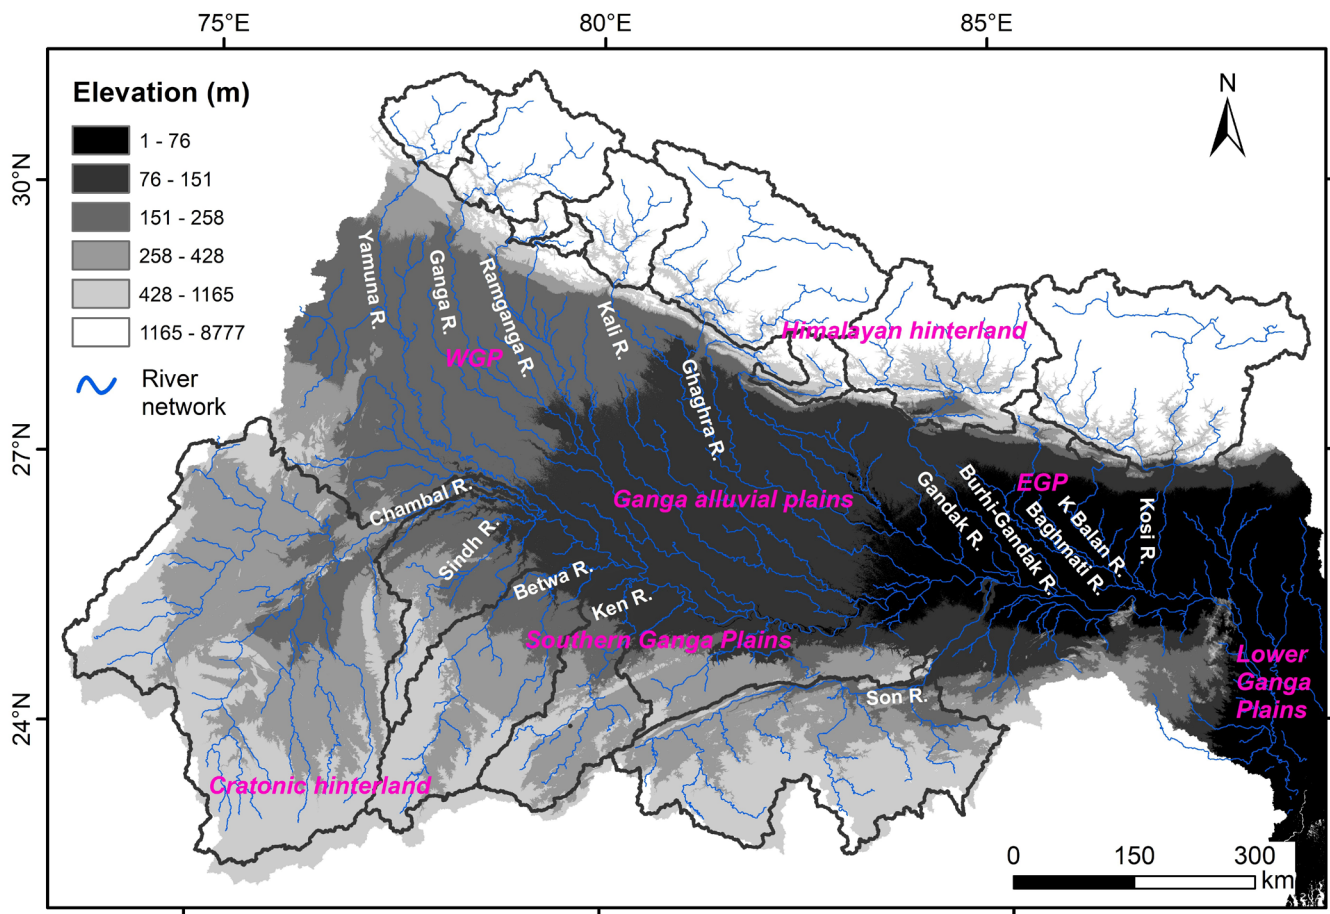 75°E
80°E
85°E
30°N
27°N
24°N
N
Elevation (m)
1 - 76
76 - 151
151 - 258
258 - 428
428 - 1165
1165 - 8777
River
network
Yamuna R.
Ganga R
Ramganga R.
Kali R.
Ghaghra R.
WGP
Himalayan hinterland
Chambal R.
Sindh R.
Betwa R.
Ken R.
Ganga alluvial plains
Gandak R.
Burhi-Gandak R.
Baghmati R.
K Balan R.
Kosi R.
EGP
Southern Ganga Plains
Son R.
Lower
Ganga
Plains
Cratonic hinterland
0 150 300
km